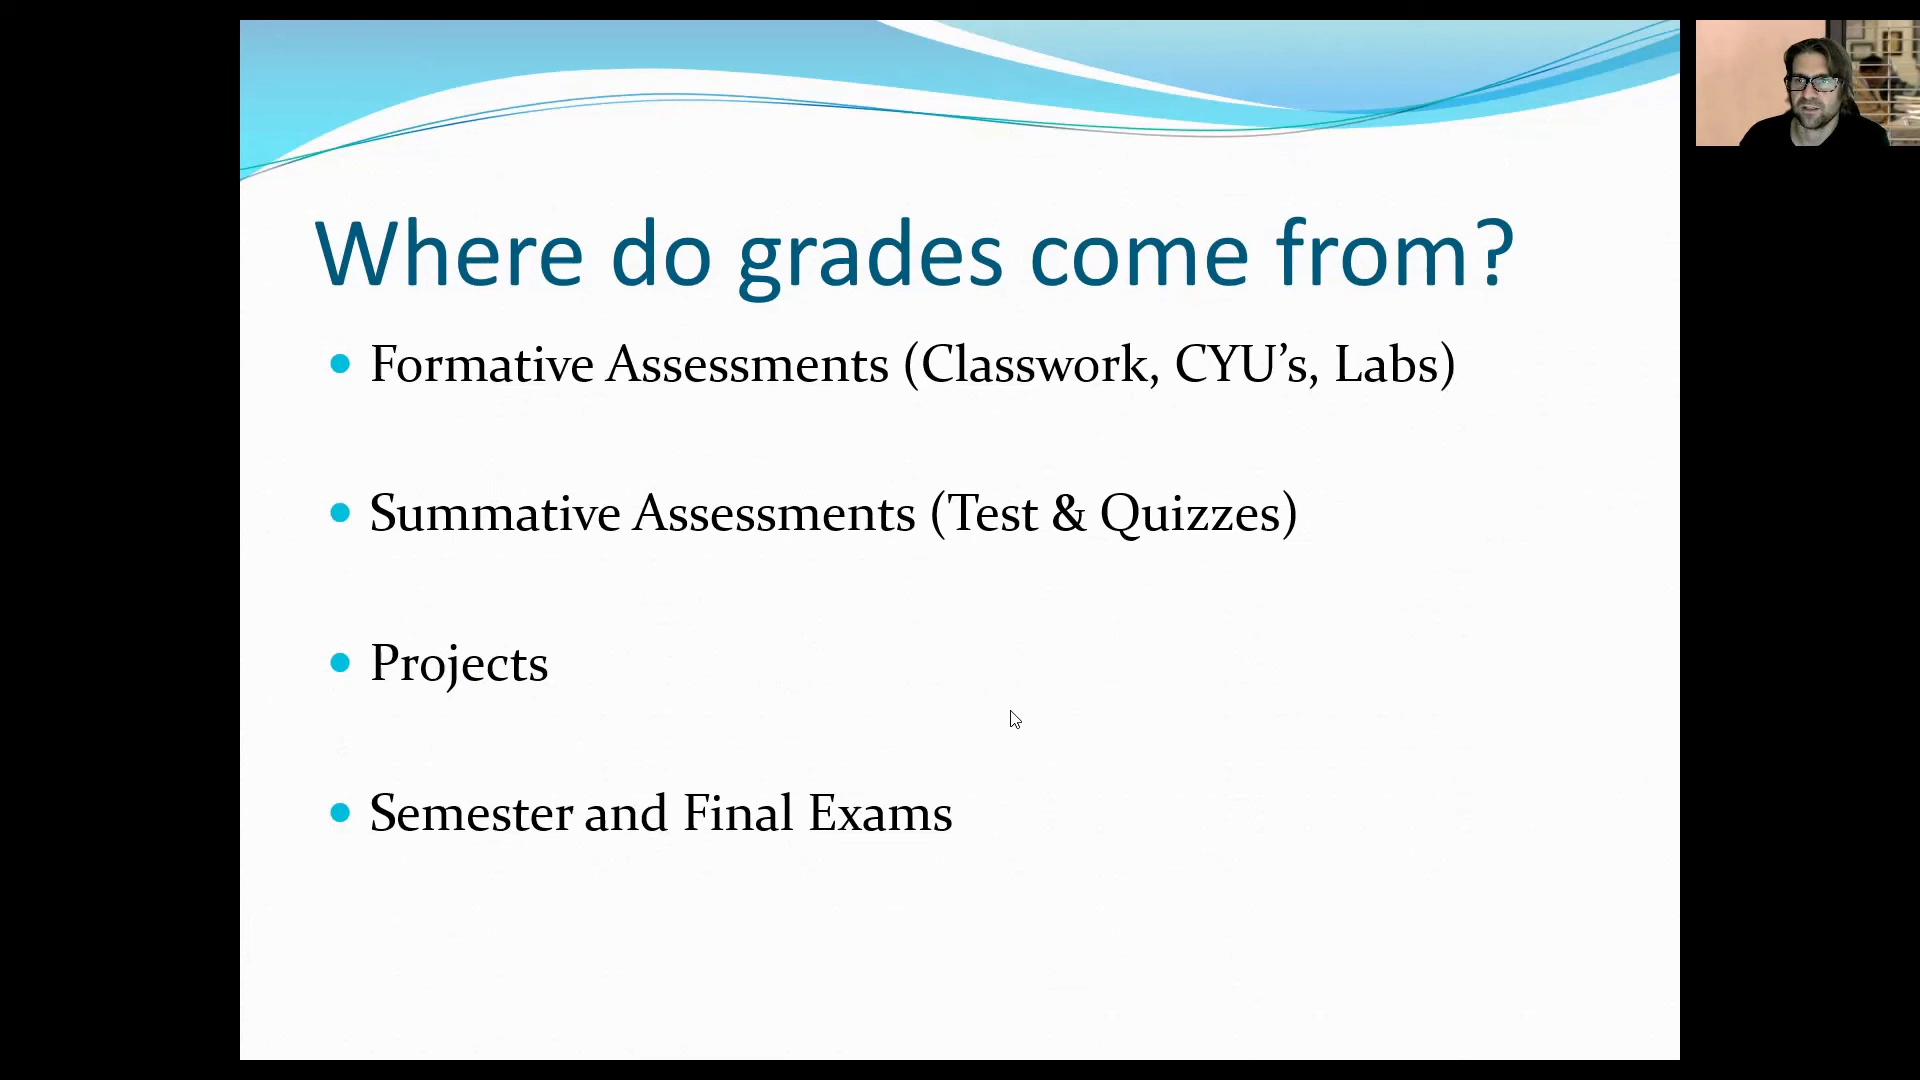 Where do grades come from?
Formative Assessments (Classwork, CYU’s, Labs)
Summative Assessments (Test & Quizzes)
Projects
Semester and Final Exams